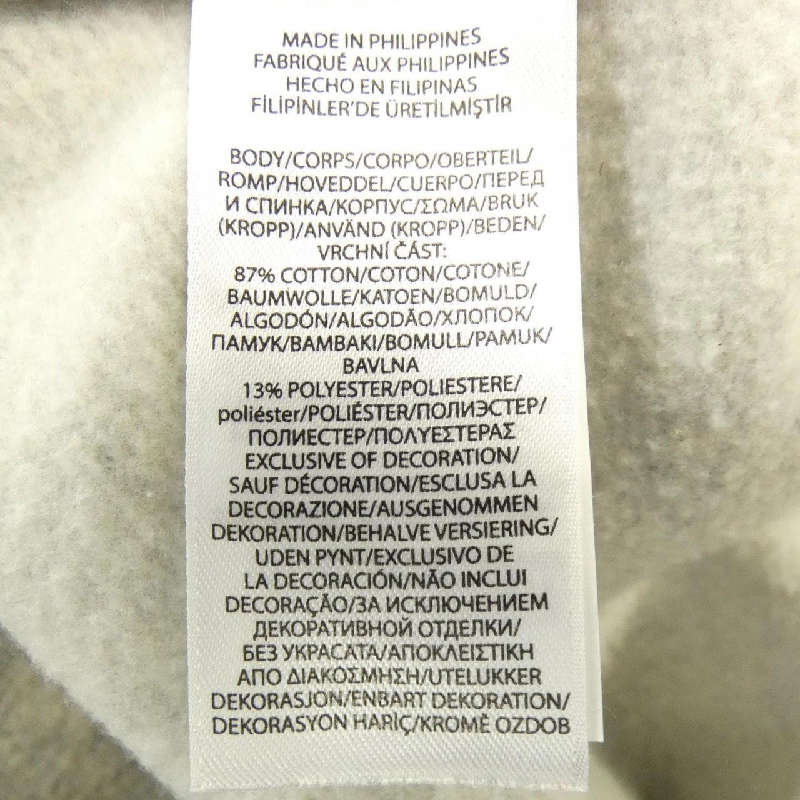 MADE IN PHILIPPINES
FABRIQUÉ AUX PHILIPPINES
HECHO EN FILIPINAS
FİLİPİNLER'DE ÜRETİLMİŞTİR
BODY/CORPS/CORPO/OBERTEIL/
ROMP/HOVEDDEL/CUERPO/ПЕРЕД
И СПИНКА/КОРПУС/ΣΩΜΑ/BRUK
(KROPP)/ANVÄND (KROPP)/BEDEN/
VRCHNÍ ČÁST:
87% COTTON/COTON/COTONE/
BAUMWOLLE/KATOEN/BOMULD/
ALGODÓN/ALGODÃO/ХЛОПОК/
ПАМУК/BAMBAKI/BOMULL/PAMUK/
BAVLNA
13% POLYESTER/POLIESTERE/
poliéster/POLIÉSTER/ПОЛИЭСТЕР/
ПОЛИЕСТЕР/ΠΟΛΥΕΣΤΕΡΑΣ
EXCLUSIVE OF DECORATION/
SAUF DÉCORATION/ESCLUSA LA
DECORAZIONE/AUSGENOMMEN
DEKORATION/BEHALVE VERSIERING/
UDEN PYNT/EXCLUSIVO DE
LA DECORACIÓN/NÃO INCLUI
DECORAÇÃO/ЗА ИСКЛЮЧЕНИЕМ
ДЕКОРАТИВНОЙ ОТДЕЛКИ/
БЕЗ УКРАСАТА/ΑΠΟΚΛΕΙΣΤΙΚΗ
ΑΠΟ ΔΙΑΚΟΣΜΗΣΗ/UTELUKKER
DEKORASJON/ENBART DEKORATION/
DEKORASYON HARİÇ/KROMĚ OZDOB